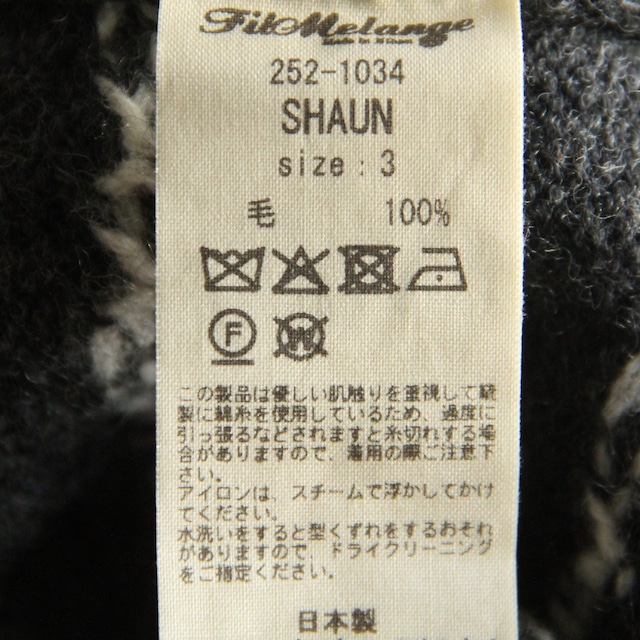 FilMelange
252-1034
SHAUN
size : 3
毛 100%
F W
この製品は優しい肌触りを重視して縫
製に綿糸を使用しているため、過度に
引っ張るなどされますと糸切れする場
合がありますので、着用の際ご注意下
さい。
アイロンは、スチームで浮かしてかけ
てください。
水洗いをすると型くずれをするおそれ
がありますので、ドライクリーニング
をご指定ください。
日本製